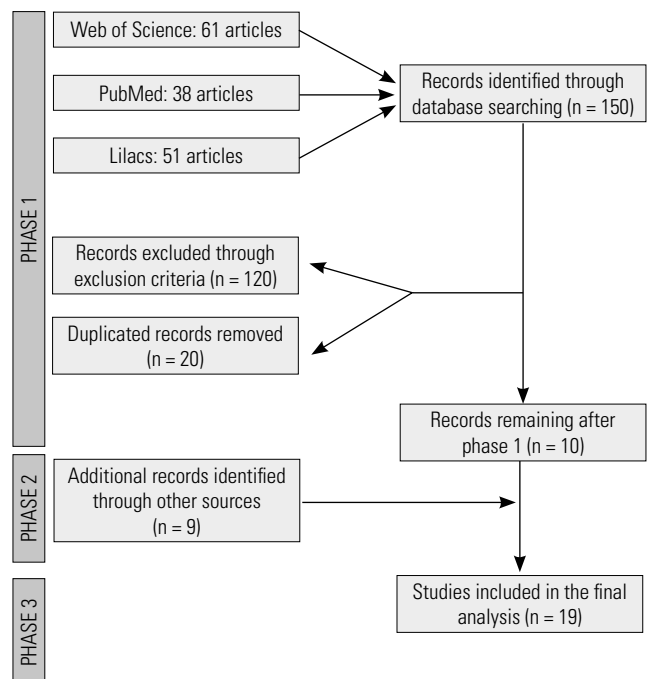 PHASE 1
Web of Science: 61 articles
PubMed: 38 articles
Lilacs: 51 articles
Records identified through
database searching (n = 150)
Records excluded through
exclusion criteria (n = 120)
Duplicated records removed
(n = 20)
Records remaining after
phase 1 (n = 10)
PHASE 2
Additional records identified
through other sources
(n = 9)
PHASE 3
Studies included in the final
analysis (n = 19)